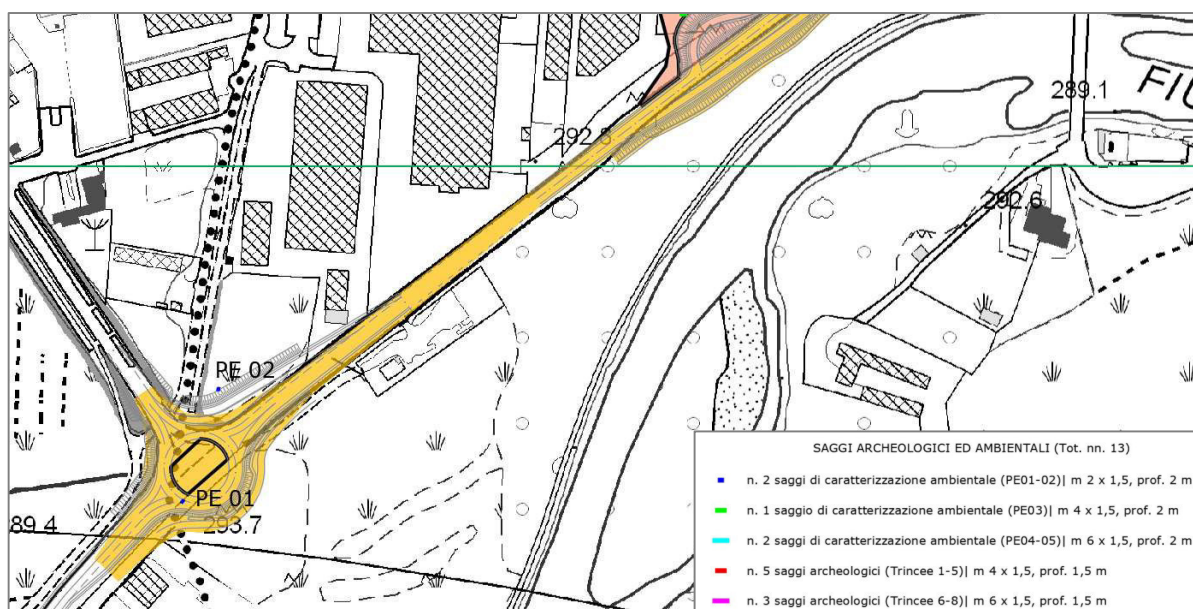 FIU
289.1
292.8
292.6
PE 02
PE 01
89.4
293.7
SAGGI ARCHEOLOGICI ED AMBIENTALI (Tot. nn. 13)
n. 2 saggi di caratterizzazione ambientale (PE01-02)| m 2 x 1,5, prof. 2 m
n. 1 saggio di caratterizzazione ambientale (PE03)| m 4 x 1,5, prof. 2 m
n. 2 saggi di caratterizzazione ambientale (PE04-05)| m 6 x 1,5, prof. 2 m
n. 5 saggi archeologici (Trincee 1-5)| m 4 x 1,5, prof. 1,5 m
n. 3 saggi archeologici (Trincee 6-8)| m 6 x 1,5, prof. 1,5 m